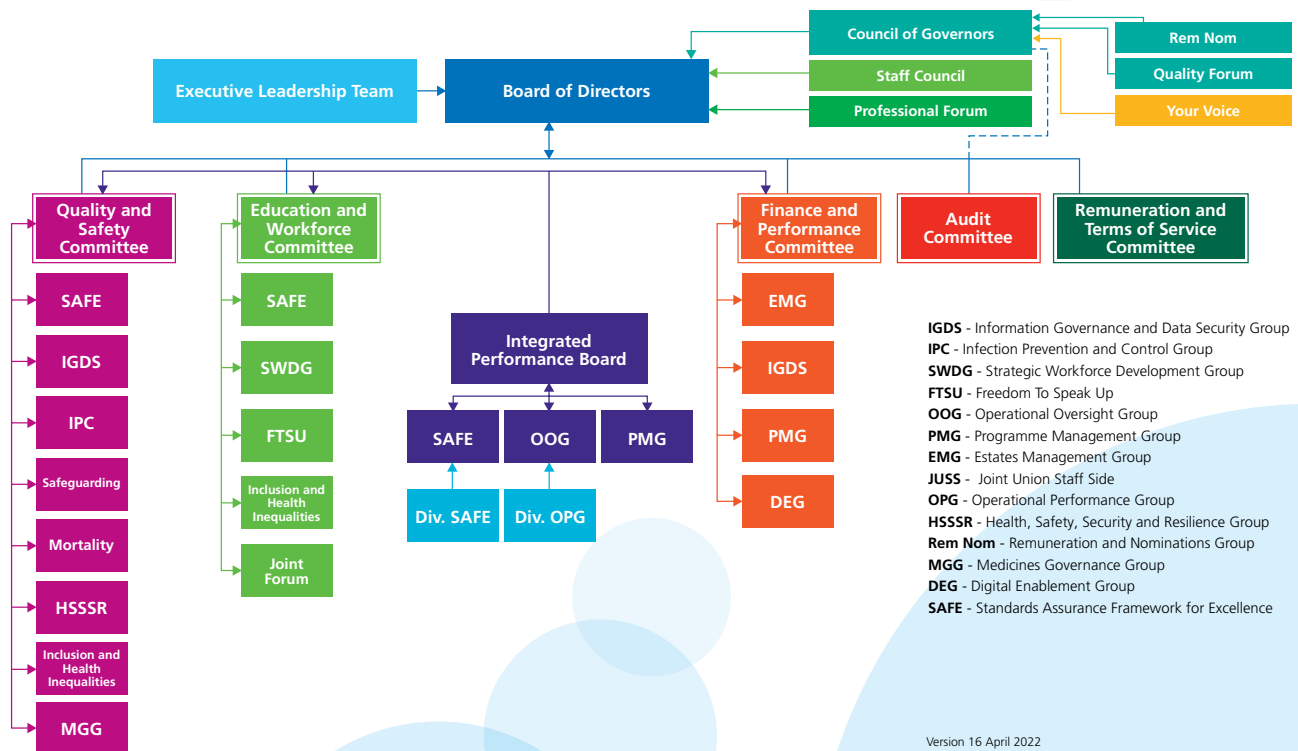 Council of Governors
Rem Nom
Executive Leadership Team
Board of Directors
Staff Council
Quality Forum
Professional Forum
Your Voice
Quality and
Safety
Committee
Education and
Workforce
Committee
Finance and
Performance
Committee
Audit
Committee
Remuneration and
Terms of Service
Committee
SAFE
IGDS
IPC
Safeguarding
Mortality
HSSSR
Inclusion and
Health
Inequalities
MGG
SAFE
SWDG
FTSU
Inclusion and
Health
Inequalities
Joint
Forum
Integrated
Performance Board
SAFE
OOG
PMG
Div. SAFE
Div. OPG
EMG
IGDS
PMG
DEG
IGDS - Information Governance and Data Security Group
IPC - Infection Prevention and Control Group
SWDG - Strategic Workforce Development Group
FTSU - Freedom To Speak Up
OOG - Operational Oversight Group
PMG - Programme Management Group
EMG - Estates Management Group
JUSS - Joint Union Staff Side
OPG - Operational Performance Group
HSSSR - Health, Safety, Security and Resilience Group
Rem Nom - Remuneration and Nominations Group
MGG - Medicines Governance Group
DEG - Digital Enablement Group
SAFE - Standards Assurance Framework for Excellence
Version 16 April 2022